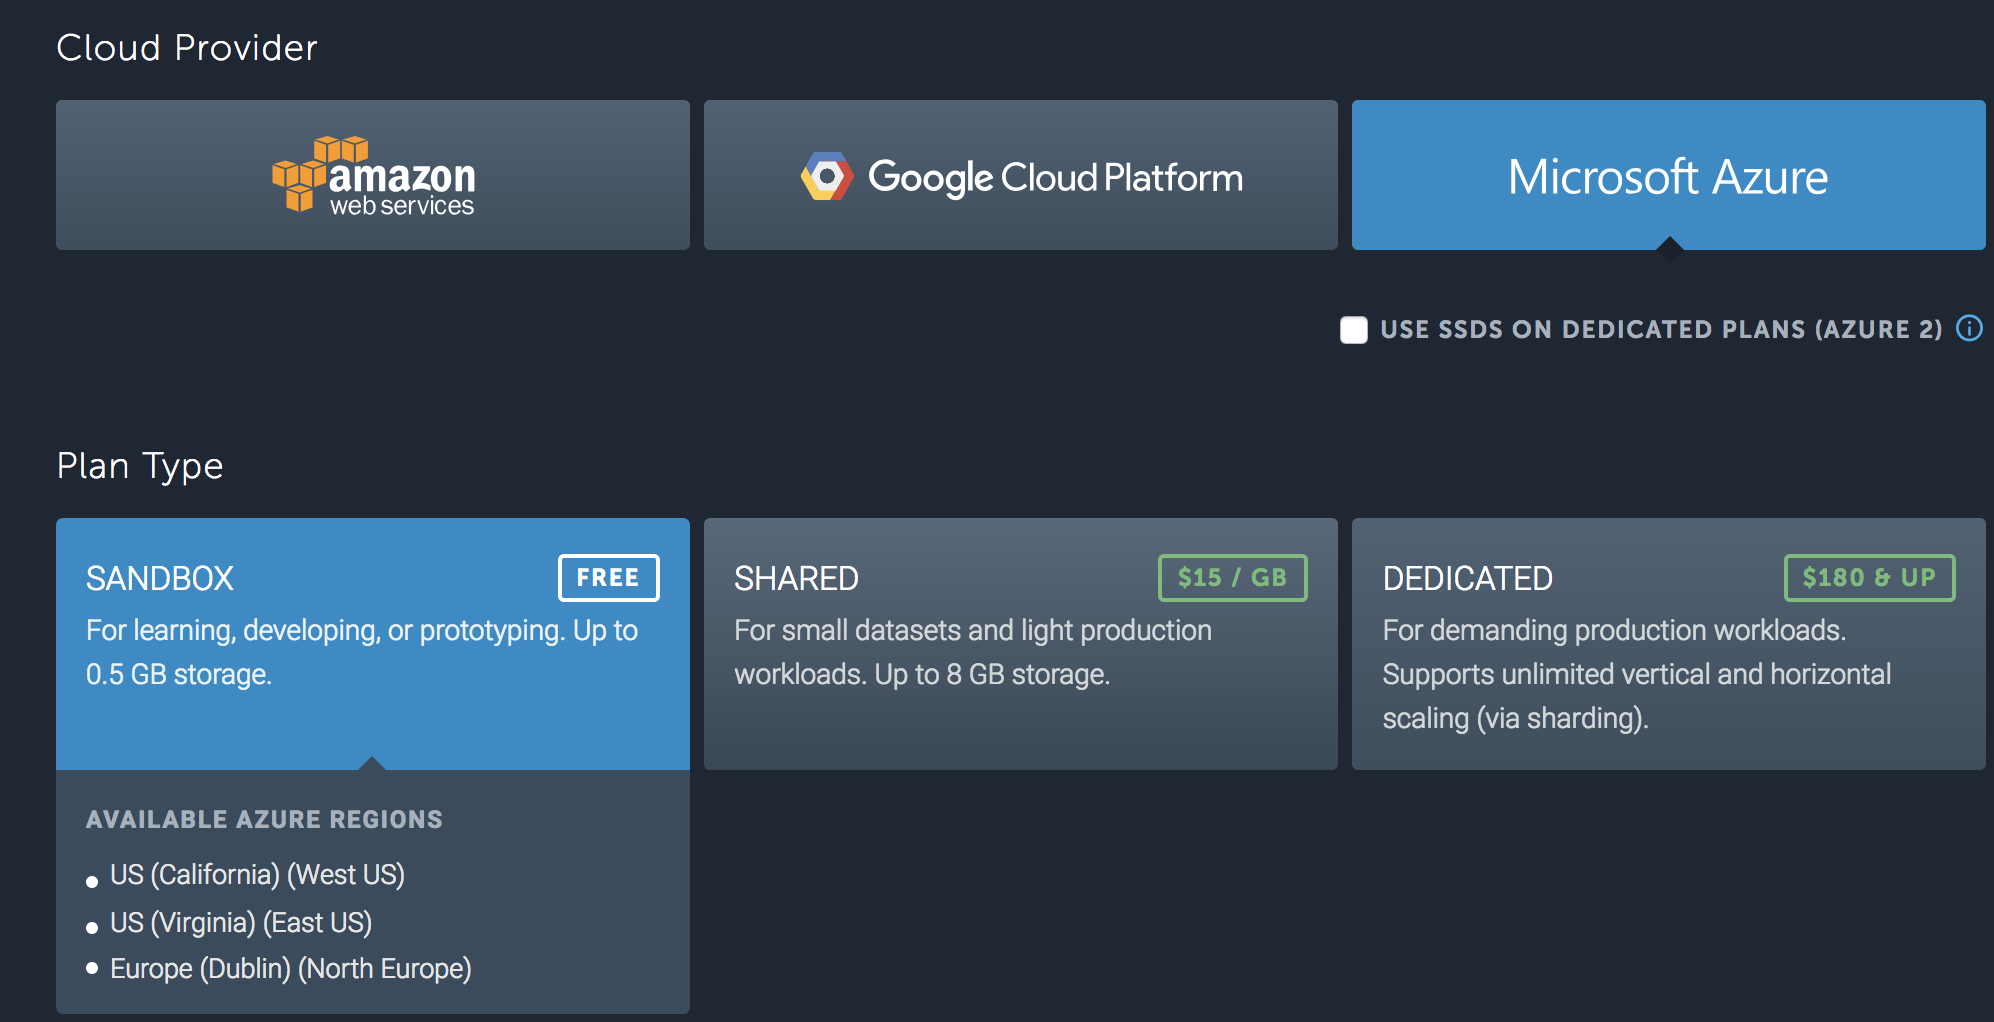 Cloud Provider
amazon
web services
Google Cloud Platform
Microsoft Azure
USE SSDS ON DEDICATED PLANS (AZURE 2)
Plan Type
SANDBOX
FREE
For learning, developing, or prototyping. Up to
0.5 GB storage.
SHARED
$15 / GB
For small datasets and light production
workloads. Up to 8 GB storage.
DEDICATED
$180 & UP
For demanding production workloads.
Supports unlimited vertical and horizontal
scaling (via sharding).
AVAILABLE AZURE REGIONS
US (California) (West US)
US (Virginia) (East US)
Europe (Dublin) (North Europe)